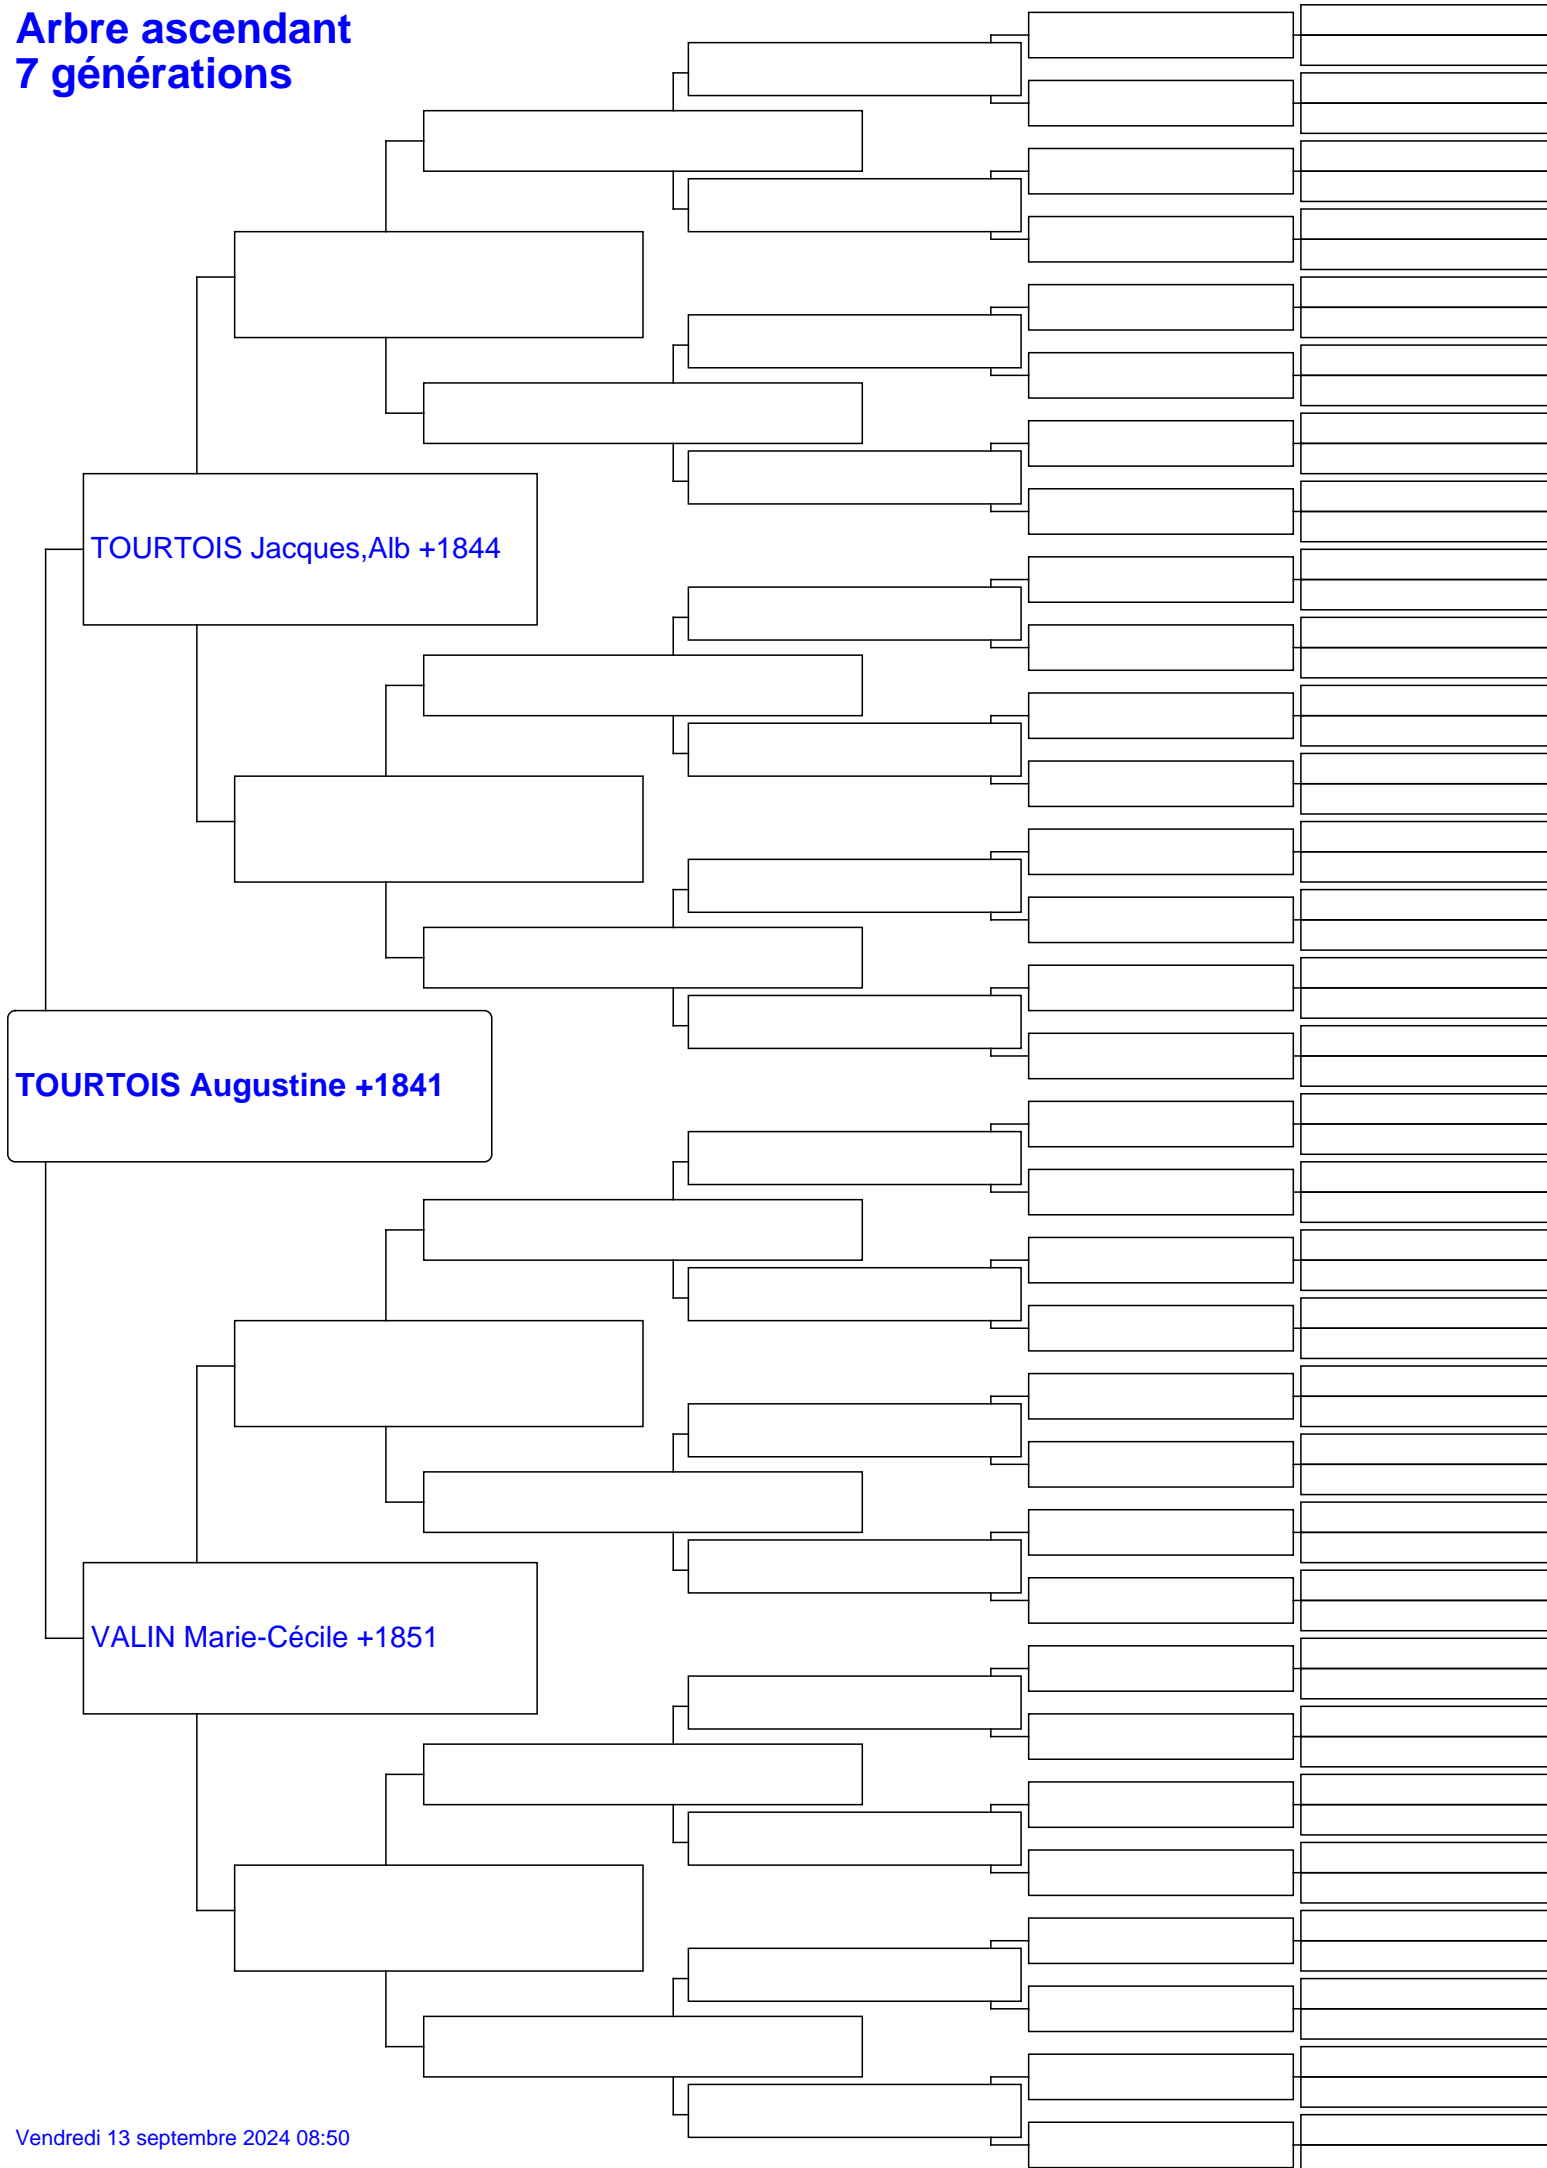 Arbre ascendant
7 générations
TOURTOIS Jacques,Alb +1844
TOURTOIS Augustine +1841
VALIN Marie-Cécile +1851
Vendredi 13 septembre 2024 08:50